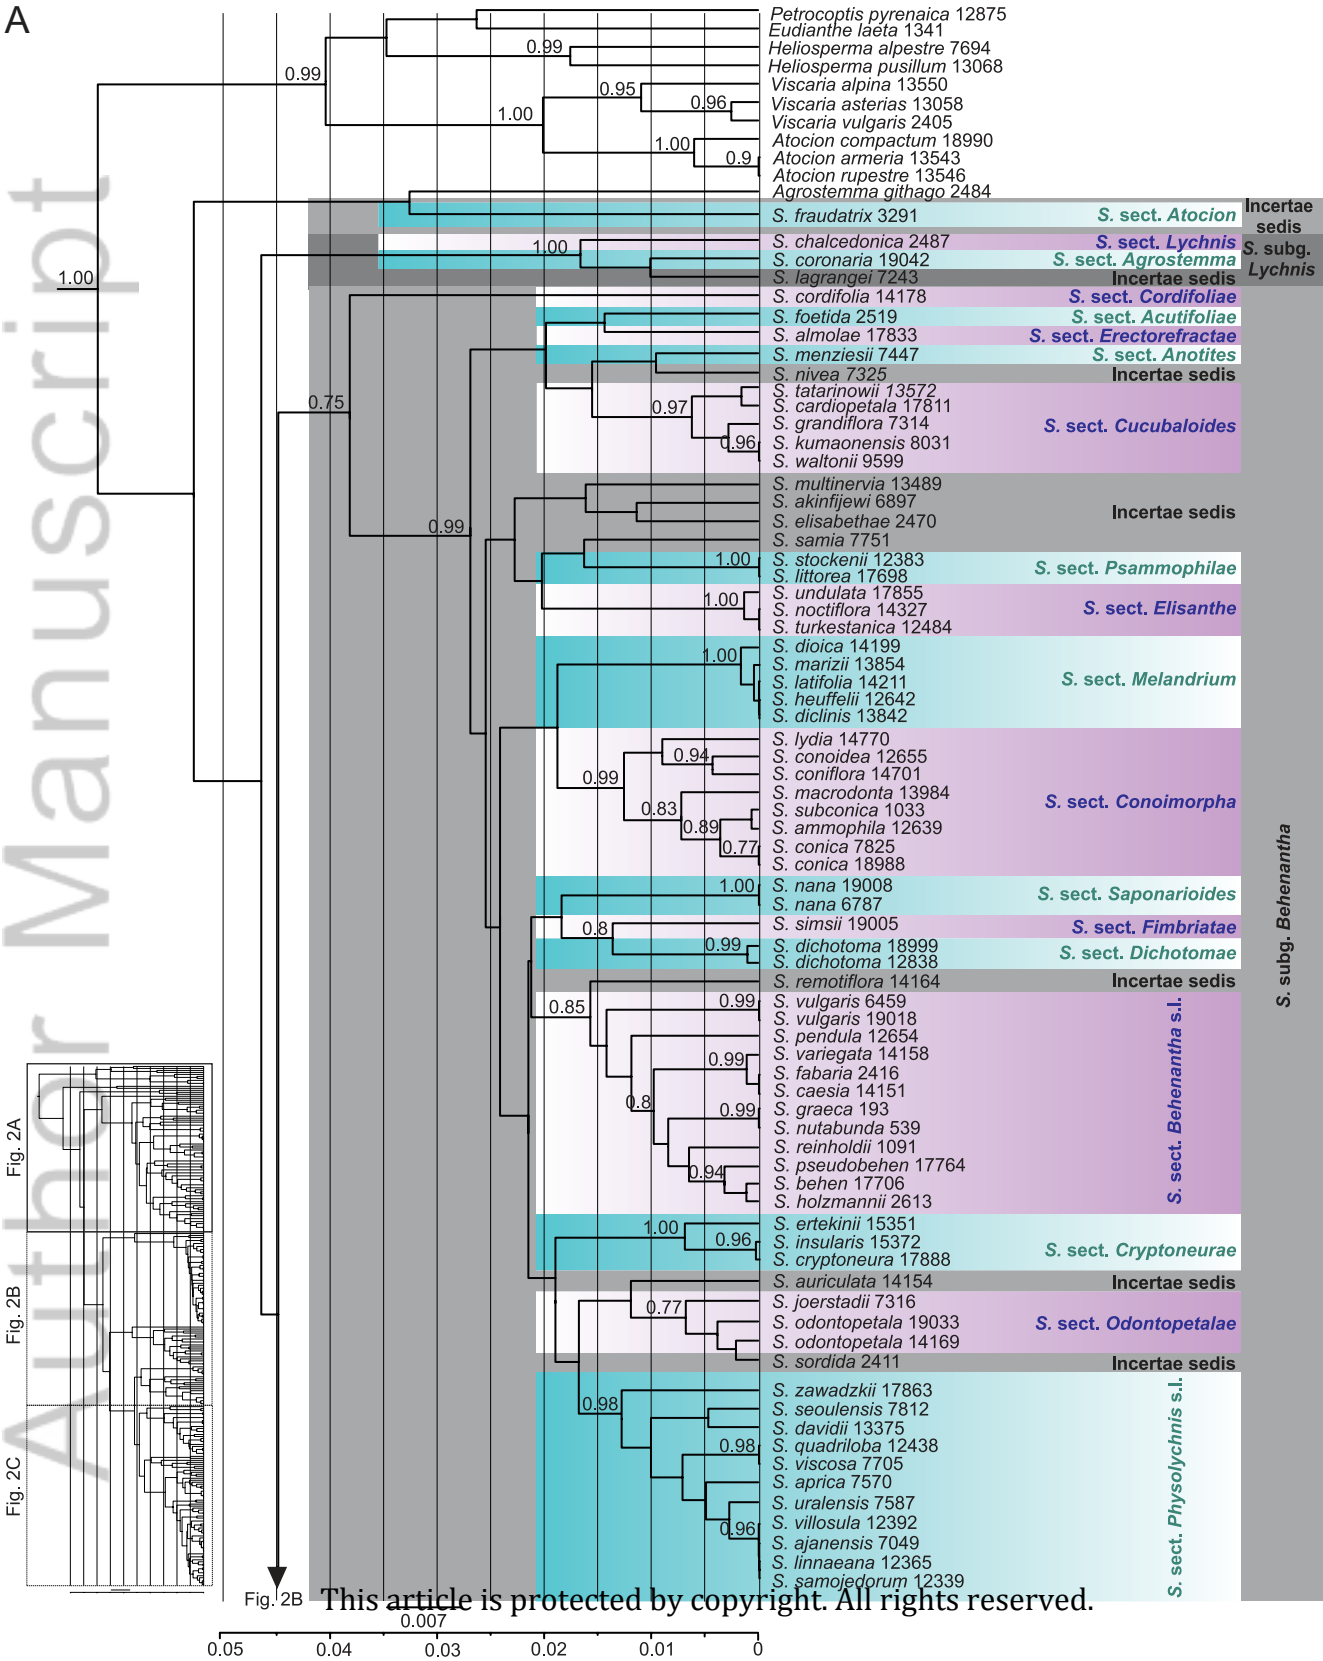 A
Petrocoptis pyrenaica 12875
Eudianthe laeta 1341
0.99
Heliosperma alpestre 7694
Heliosperma pusillum 13068
0.99
Viscaria alpina 13550
0.95
Viscaria asterias 13058
0.96
Viscaria vulgaris 2405
1.00
Atocion compactum 18990
1.00
Atocion armeria 13543
0.9
Atocion rupestre 13546
Agrostemma githago 2484
S. fraudatrix 3291 S. sect. Atocion
Incertae
sedis
S. chalcedonica 2487 S. sect. Lychnis
1.00
S. coronaria 19042 S. sect. Agrostemma
S. lagrangei 7243 Incertae sedis
S. subg.
Lychnis
1.00
S. cordifolia 14178 S. sect. Cordifoliae
S. foetida 2519 S. sect. Acutifoliae
S. almolae 17833 S. sect. Erectorefractae
S. menziesii 7447 S. sect. Anotites
S. nivea 7325 Incertae sedis
S. tatarinowii 13572
0.75
0.97
S. cardiopetala 17811
S. grandiflora 7314
S. sect. Cucubaloides
0.96
S. kumaonensis 8031
S. waltonii 9599
S. multinervia 13489
S. akinfijewi 6897
Incertae sedis
S. elisabethae 2470
0.99
S. samia 7751
1.00
S. stockenii 12383
S. sect. Psammophilae
S. littorea 17698
S. undulata 17855
1.00
S. noctiflora 14327
S. sect. Elisanthe
S. turkestanica 12484
S. dioica 14199
1.00
S. marizii 13854
S. latifolia 14211
S. sect. Melandrium
S. heuffelii 12642
S. diclinis 13842
S. lydia 14770
0.94
S. conoidea 12655
S. coniflora 14701
0.99
S. macrodonta 13984
S. sect. Conoimorpha
0.83
S. subconica 1033
0.89
S. ammophila 12639
0.77
S. conica 7825
S. conica 18988
1.00
S. nana 19008
S. sect. Saponarioides
S. nana 6787
S. simsii 19005 S. sect. Fimbriatae
0.8
0.99
S. dichotoma 18999
S. sect. Dichotomae
S. dichotoma 12838
S. subg. Behenantha
S. remotiflora 14164 Incertae sedis
0.85
0.99
S. vulgaris 6459
S. vulgaris 19018
S. pendula 12654
0.99
S. variegata 14158
S. fabaria 2416
S. caesia 14151
0.8
0.99
S. graeca 193
S. nutabunda 539
S. reinholdii 1091
0.94
S. pseudobehen 17764
S. behen 17706
S. holzmannii 2613
S. sect. Behenantha s.l.
1.00
S. ertekinii 15351
0.96
S. insularis 15372
S. sect. Cryptoneurae
S. cryptoneura 17888
S. auriculata 14154 Incertae sedis
0.77
S. joerstadii 7316
S. odontopetala 19033
S. sect. Odontopetalae
S. odontopetala 14169
S. sordida 2411 Incertae sedis
S. zawadzkii 17863
0.98
S. seoulensis 7812
S. davidii 13375
0.98
S. quadriloba 12438
S. viscosa 7705
S. aprica 7570
S. uralensis 7587
0.96
S. villosula 12392
S. ajanensis 7049
S. linnaeana 12365
S. samojedorum 12339
S. sect. Physolychnis s.l.
Fig. 2A
Fig. 2B
Fig. 2C
Fig. 2B
This article is protected by copyright. All rights reserved.
0.007
0.05 0.04 0.03 0.02 0.01 0
Author Manuscript